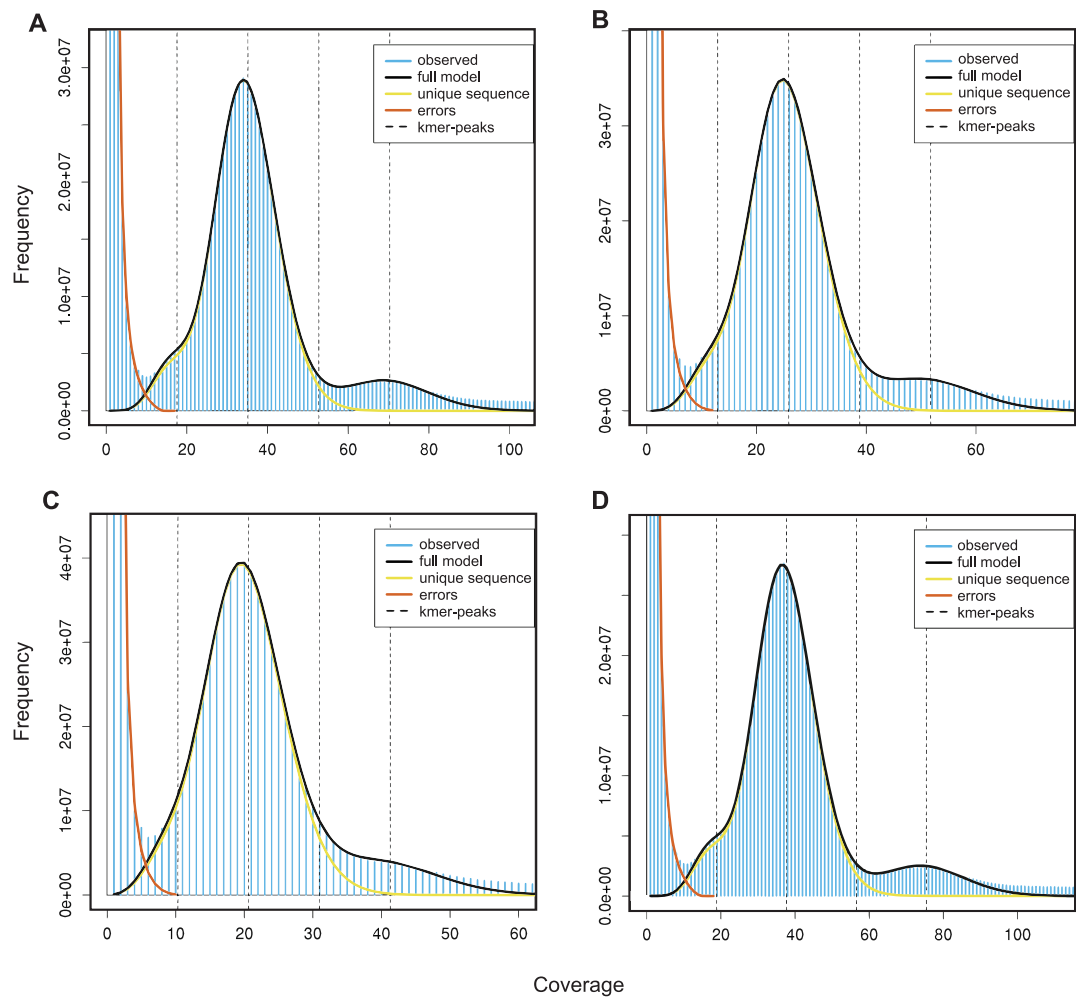 A
B
observed
full model
unique sequence
errors
kmer-peaks
observed
full model
unique sequence
errors
kmer-peaks
Frequency
0.0e+00
1.0e+07
2.0e+07
3.0e+07
0e+00
1e+07
2e+07
3e+07
0 20 40 60 80 100
0 20 40 60
C
D
observed
full model
unique sequence
errors
kmer-peaks
observed
full model
unique sequence
errors
kmer-peaks
Frequency
0e+00
1e+07
2e+07
3e+07
4e+07
0.0e+00
1.0e+07
2.0e+07
0 10 20 30 40 50 60
0 20 40 60 80 100
Coverage